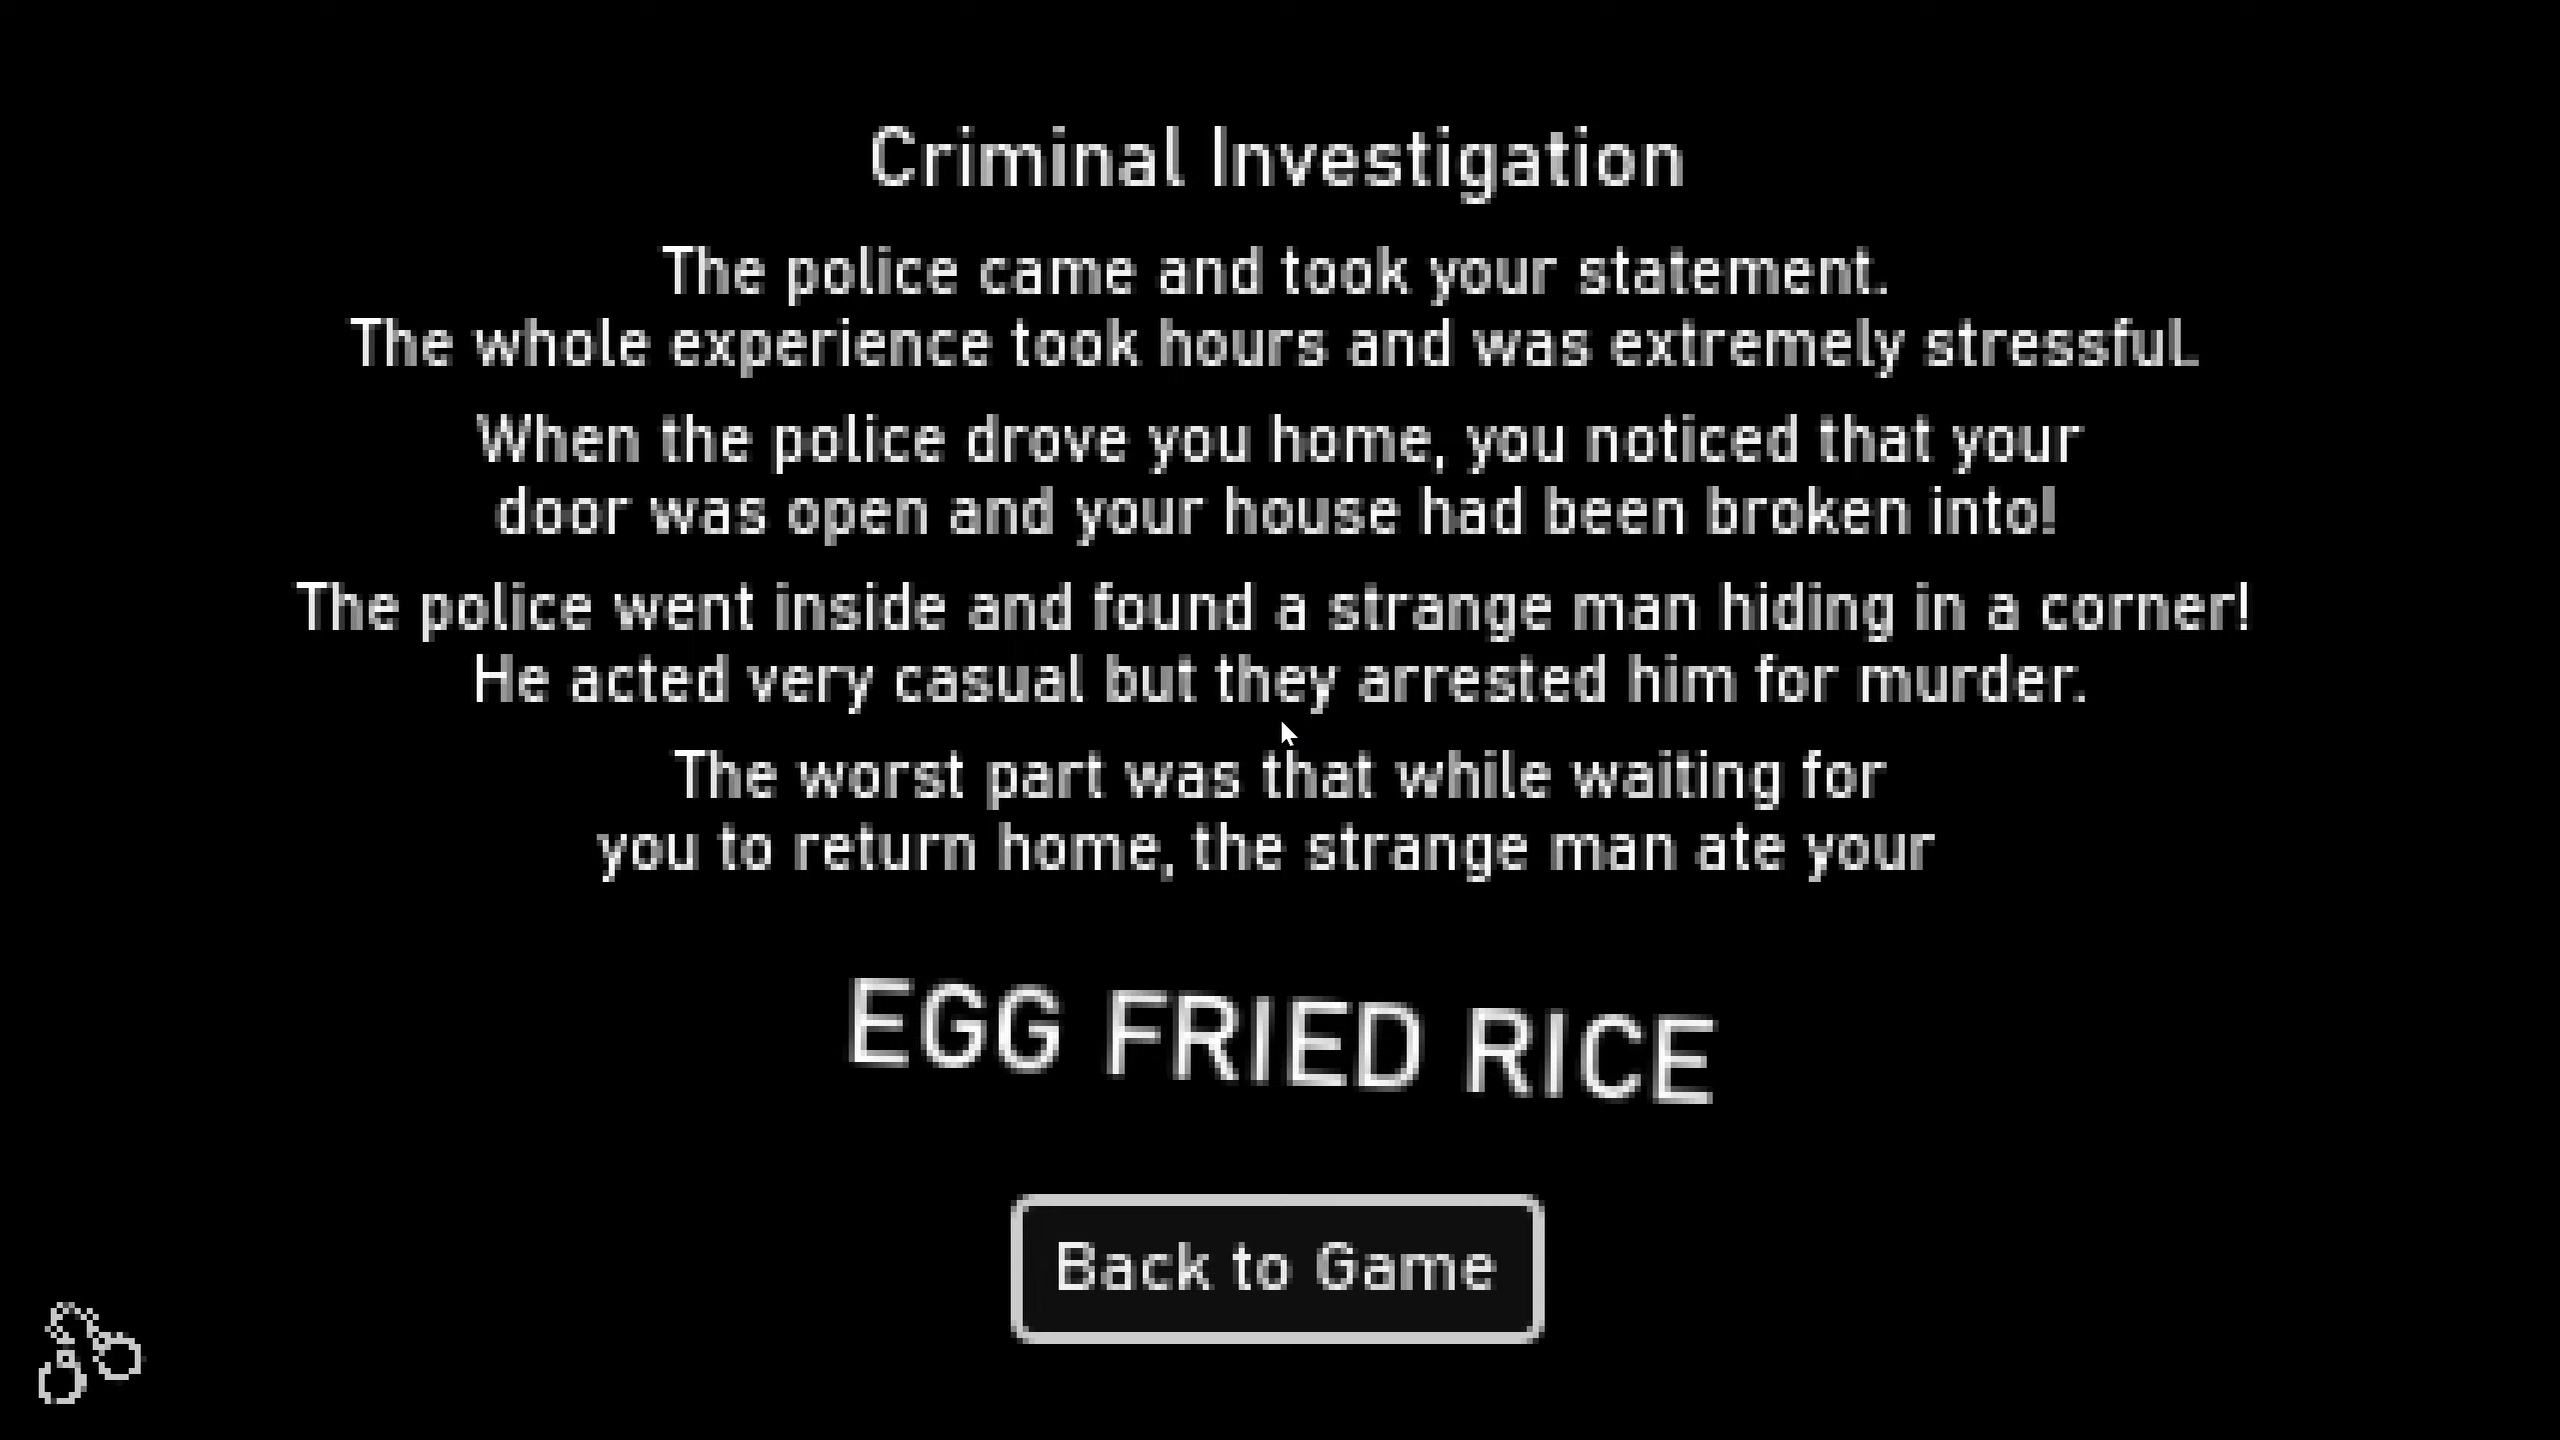 Criminal Investigation
The police came and took your statement.
The whole experience took hours and was extremely stressful.
When the police drove you home, you noticed that your
door was open and your house had been broken into!
The police went inside and found a strange man hiding in a corner!
He acted very casual but they arrested him for murder.
The worst part was that while waiting for
you to return home, the strange man ate your
EGG FRIED RICE
Back to Game